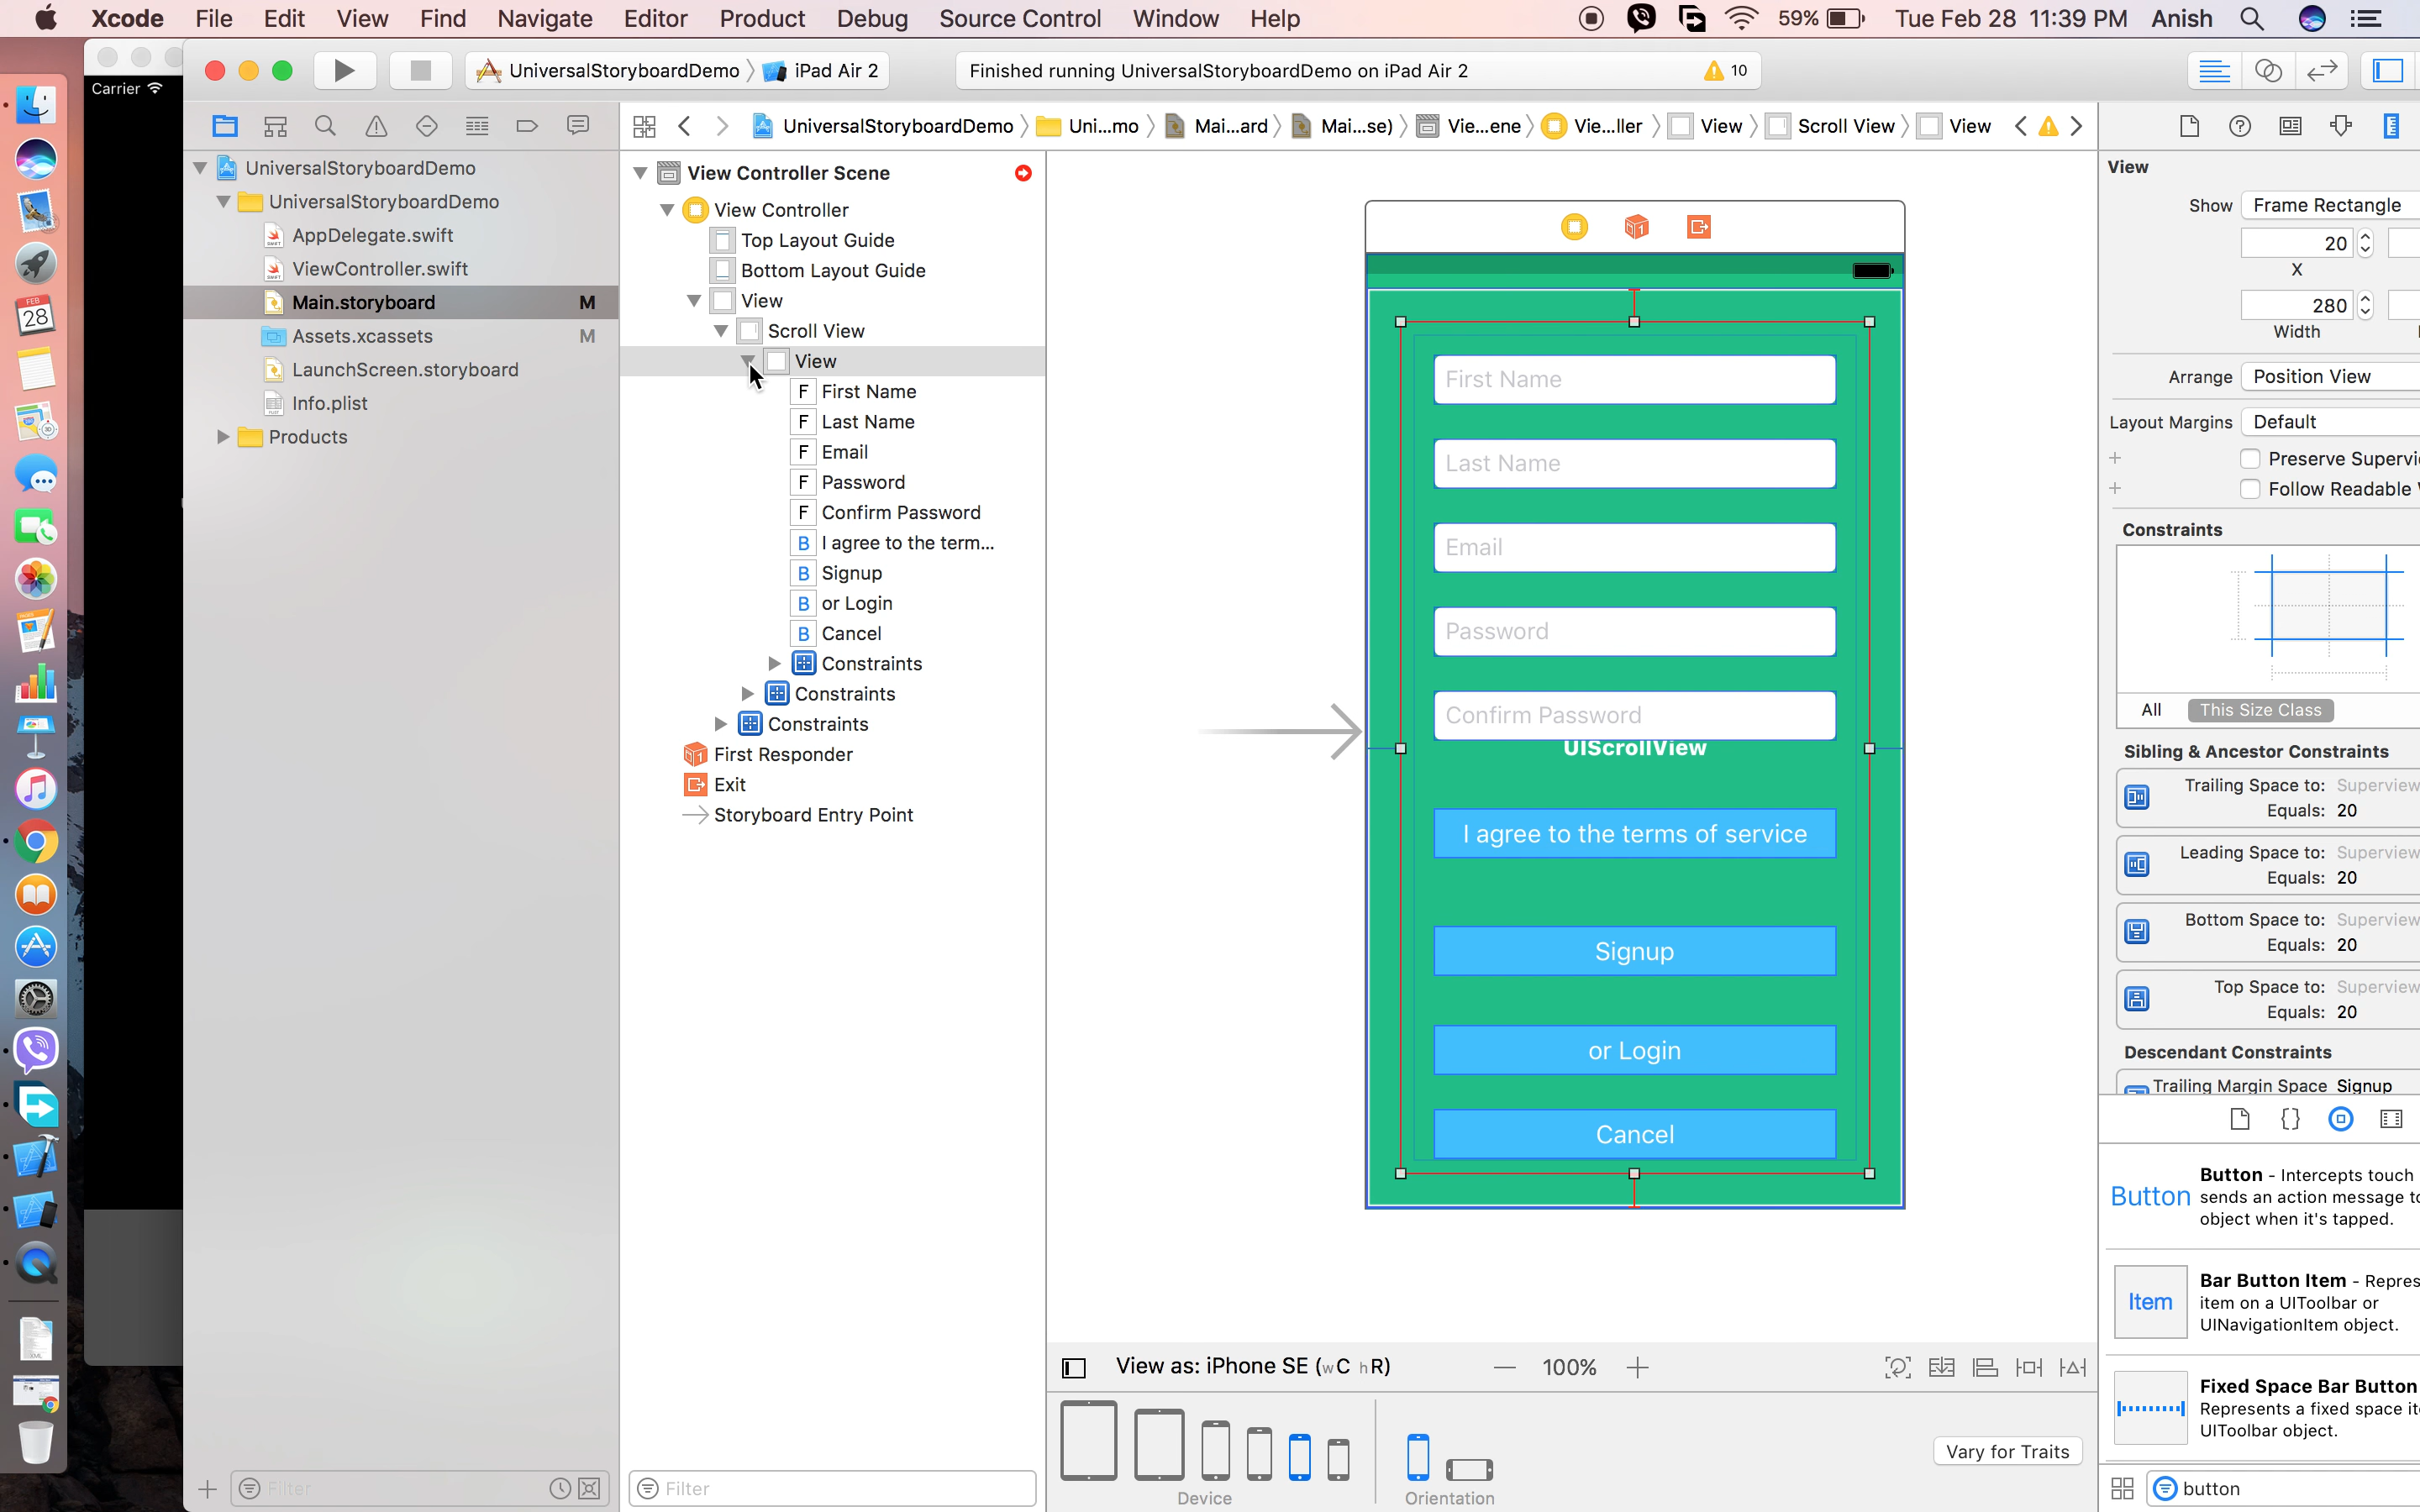 Xcode File Edit View Find Navigate Editor Product Debug Source Control Window Help 59% Tue Feb 28 11:39 PM Anish
Carrier
UniversalStoryboardDemo iPad Air 2
Finished running UniversalStoryboardDemo on iPad Air 2 10
UniversalStoryboardDemo Uni...mo Mai...ard Mai...se) Vie...ene Vie...ller View Scroll View View
UniversalStoryboardDemo
UniversalStoryboardDemo
AppDelegate.swift
ViewController.swift
Main.storyboard M
Assets.xcassets M
LaunchScreen.storyboard
Info.plist
Products
Filter
View Controller Scene
View Controller
Top Layout Guide
Bottom Layout Guide
View
Scroll View
View
F First Name
F Last Name
F Email
F Password
F Confirm Password
B I agree to the term...
B Signup
B or Login
B Cancel
Constraints
Constraints
Constraints
First Responder
Exit
Storyboard Entry Point
Filter
First Name
Last Name
Email
Password
Confirm Password
UIScrollView
I agree to the terms of service
Signup
or Login
Cancel
View as: iPhone SE (wC hR) 100%
Device
Orientation
Vary for Traits
View
Show Frame Rectangle
20
X
280
Width
Arrange Position View
Layout Margins Default
Preserve Supervi
Follow Readable
Constraints
All This Size Class
Sibling & Ancestor Constraints
Trailing Space to: Superview
Equals: 20
Leading Space to: Superview
Equals: 20
Bottom Space to: Superview
Equals: 20
Top Space to: Superview
Equals: 20
Descendant Constraints
Trailing Margin Space Signup
Button
Button - Intercepts touch
sends an action message to
object when it's tapped.
Item
Bar Button Item - Repres
item on a UIToolbar or
UINavigationItem object.
Fixed Space Bar Button
Represents a fixed space ite
UIToolbar object.
button
FEB
28